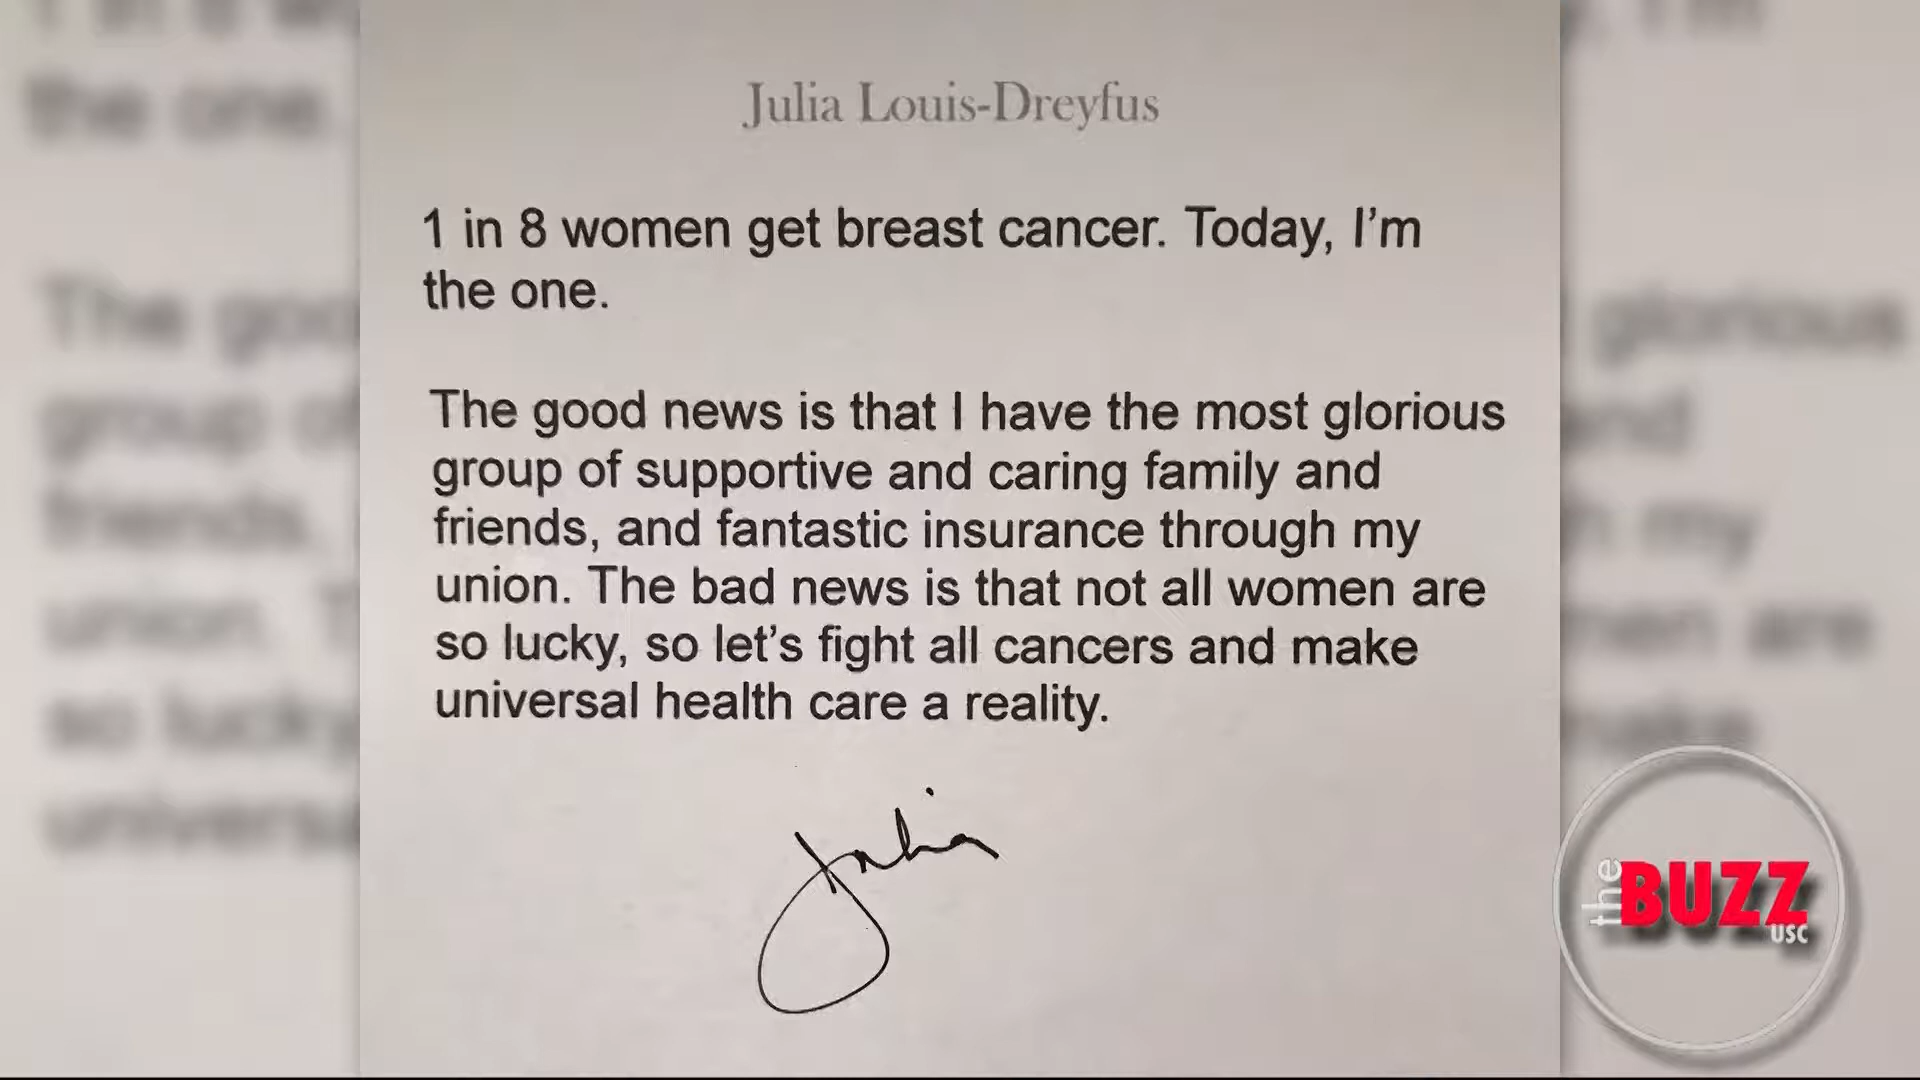 Julia Louis-Dreyfus
1 in 8 women get breast cancer. Today, I'm
the one.
The good news is that I have the most glorious
group of supportive and caring family and
friends, and fantastic insurance through my
union. The bad news is that not all women are
so lucky, so let's fight all cancers and make
universal health care a reality.
Julia
the BUZZ
USC